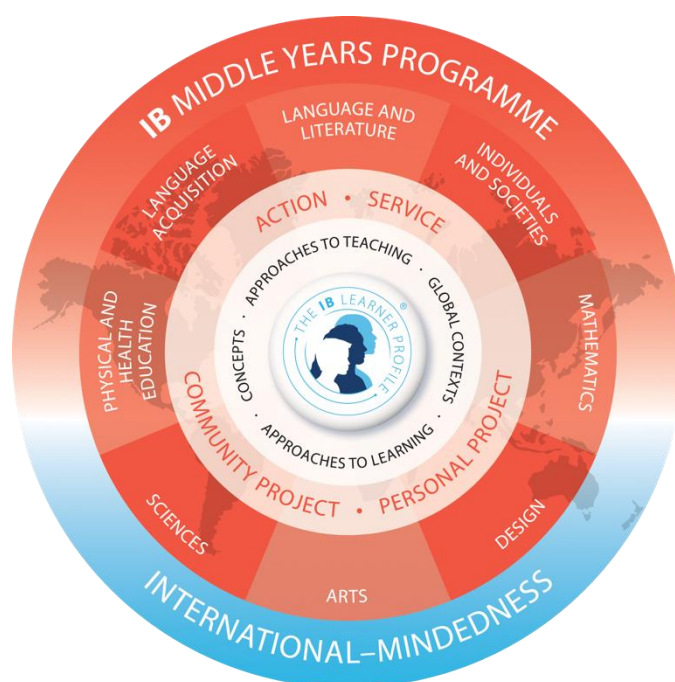 IB MIDDLE YEARS PROGRAMME
LANGUAGE AND
LITERATURE
INDIVIDUALS
AND SOCIETIES
MATHEMATICS
DESIGN
ARTS
SCIENCES
PHYSICAL AND
HEALTH
EDUCATION
LANGUAGE
ACQUISITION
ACTION • SERVICE
PERSONAL PROJECT
•
COMMUNITY PROJECT
APPROACHES TO TEACHING · GLOBAL CONTEXTS · APPROACHES TO LEARNING · CONCEPTS ·
THE IB LEARNER PROFILE ®
INTERNATIONAL–MINDEDNESS